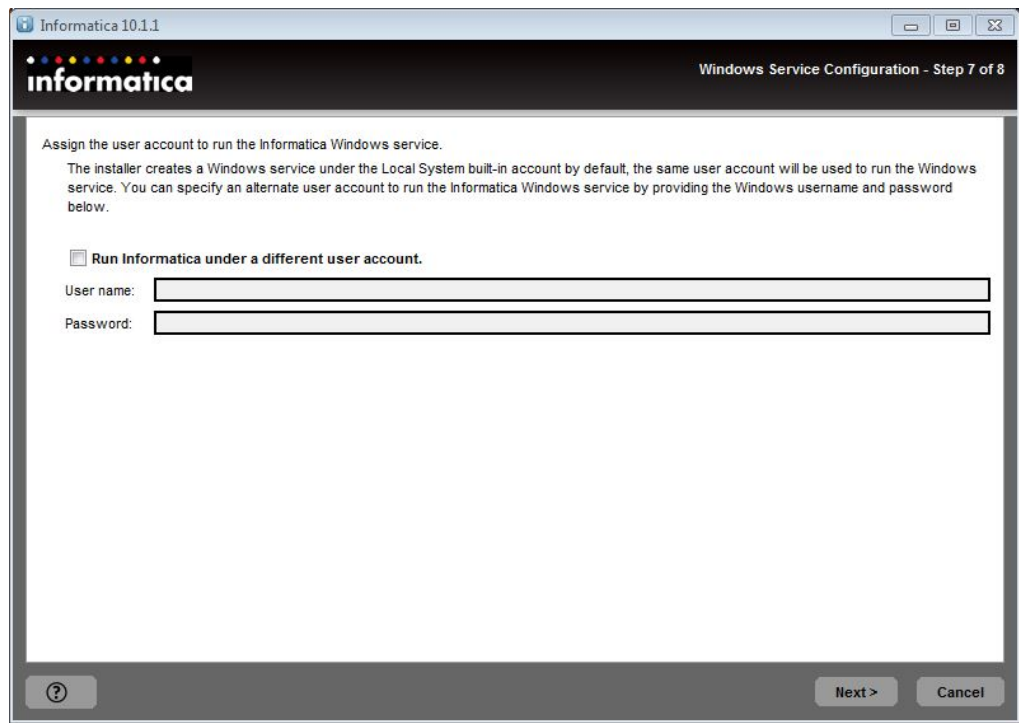 Informatica 10.1.1
informatica
Windows Service Configuration - Step 7 of 8
Assign the user account to run the Informatica Windows service.
The installer creates a Windows service under the Local System built-in account by default, the same user account will be used to run the Windows
service. You can specify an alternate user account to run the Informatica Windows service by providing the Windows username and password
below.
Run Informatica under a different user account.
User name:
Password:
?
Next >
Cancel